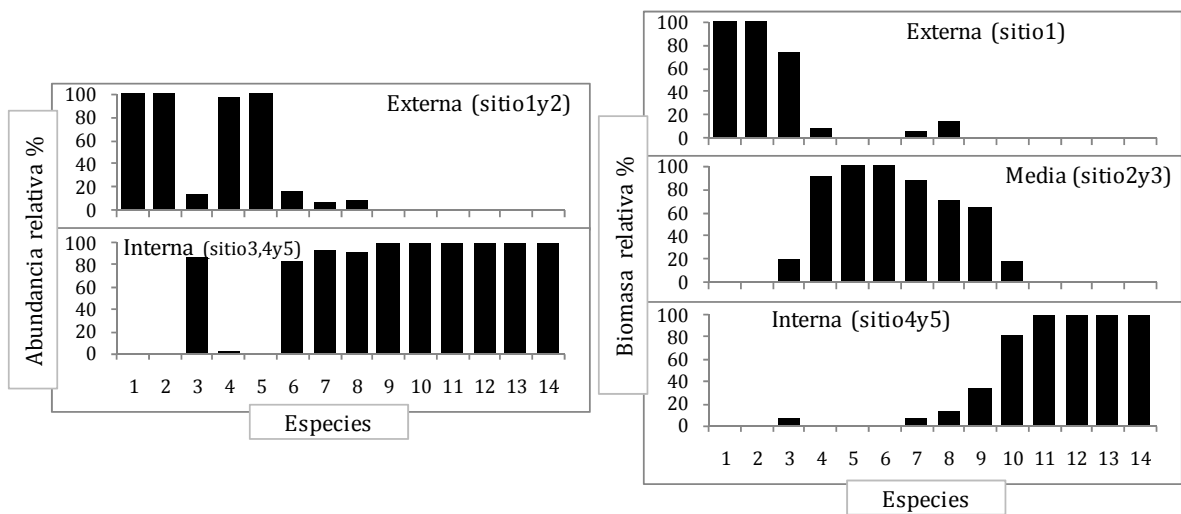 Abundancia relativa %
Externa (sitio1y2)
100
80
60
40
20
0
Interna (sitio3,4y5)
100
80
60
40
20
0
1 2 3 4 5 6 7 8 9 10 11 12 13 14
Especies
Biomasa relativa %
Externa (sitio1)
100
80
60
40
20
0
Media (sitio2y3)
100
80
60
40
20
0
Interna (sitio4y5)
100
80
60
40
20
0
1 2 3 4 5 6 7 8 9 10 11 12 13 14
Especies